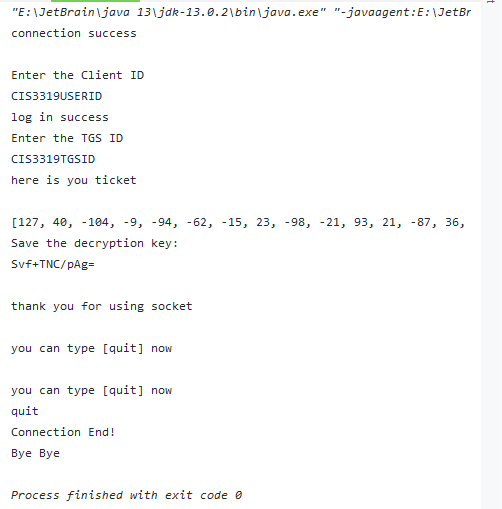 "E:\JetBrain\java 13\jdk-13.0.2\bin\java.exe" "-javaagent:E:\JetBr
connection success
Enter the Client ID
CIS3319USERID
log in success
Enter the TGS ID
CIS3319TGSID
here is you ticket
[127, 40, -104, -9, -94, -62, -15, 23, -98, -21, 93, 21, -87, 36,
Save the decryption key:
Svf+TNC/pAg=
thank you for using socket
you can type [quit] now
you can type [quit] now
quit
Connection End!
Bye Bye
Process finished with exit code 0